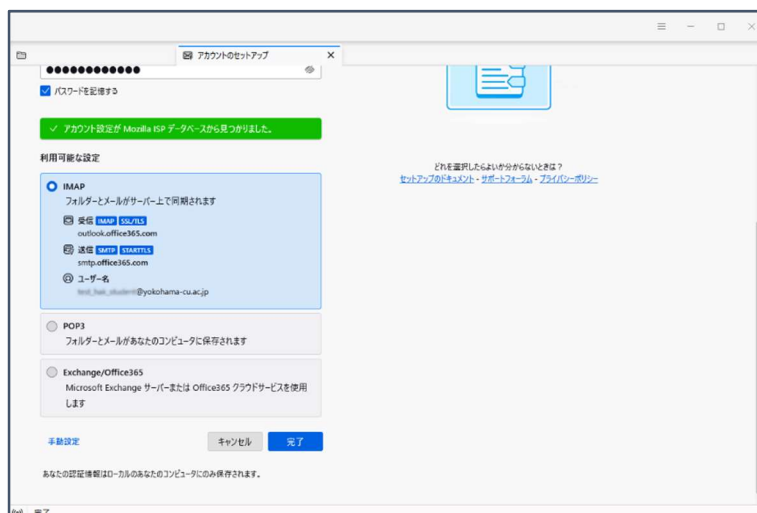 アカウントのセットアップ
●●●●●●●●●●●●
パスワードを記憶する
アカウント設定が Mozilla ISP データベースから見つかりました。
利用可能な設定
IMAP
フォルダーとメールがサーバー上で同期されます
受信 IMAP SSL/TLS
outlook.office365.com
送信 SMTP STARTTLS
smtp.office365.com
ユーザー名
@yokohama-cu.ac.jp
POP3
フォルダーとメールがあなたのコンピュータに保存されます
Exchange/Office365
Microsoft Exchange サーバーまたは Office365 クラウドサービスを使用
します
手動設定
キャンセル
完了
あなたの認証情報はローカルのあなたのコンピュータにのみ保存されます。
どれを選択したらよいか分からないときは？
セットアップのドキュメント - サポートフォーラム - プライバシーポリシー
完了